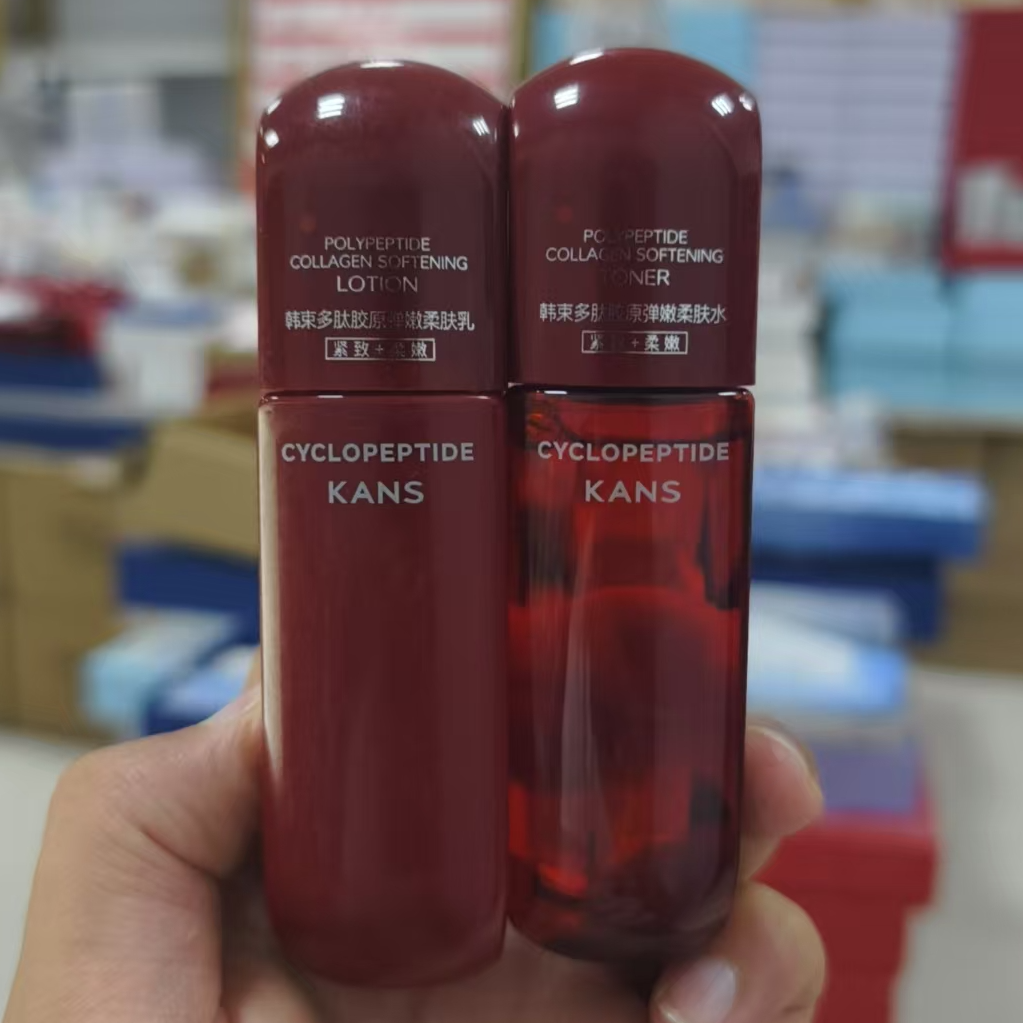 POLYPEPTIDE
COLLAGEN SOFTENING
LOTION
韩束多肽胶原弹嫩柔肤乳
紧致+柔嫩
CYCLOPEPTIDE
KANS
POLYPEPTIDE
COLLAGEN SOFTENING
TONER
韩束多肽胶原弹嫩柔肤水
紧致+柔嫩
CYCLOPEPTIDE
KANS